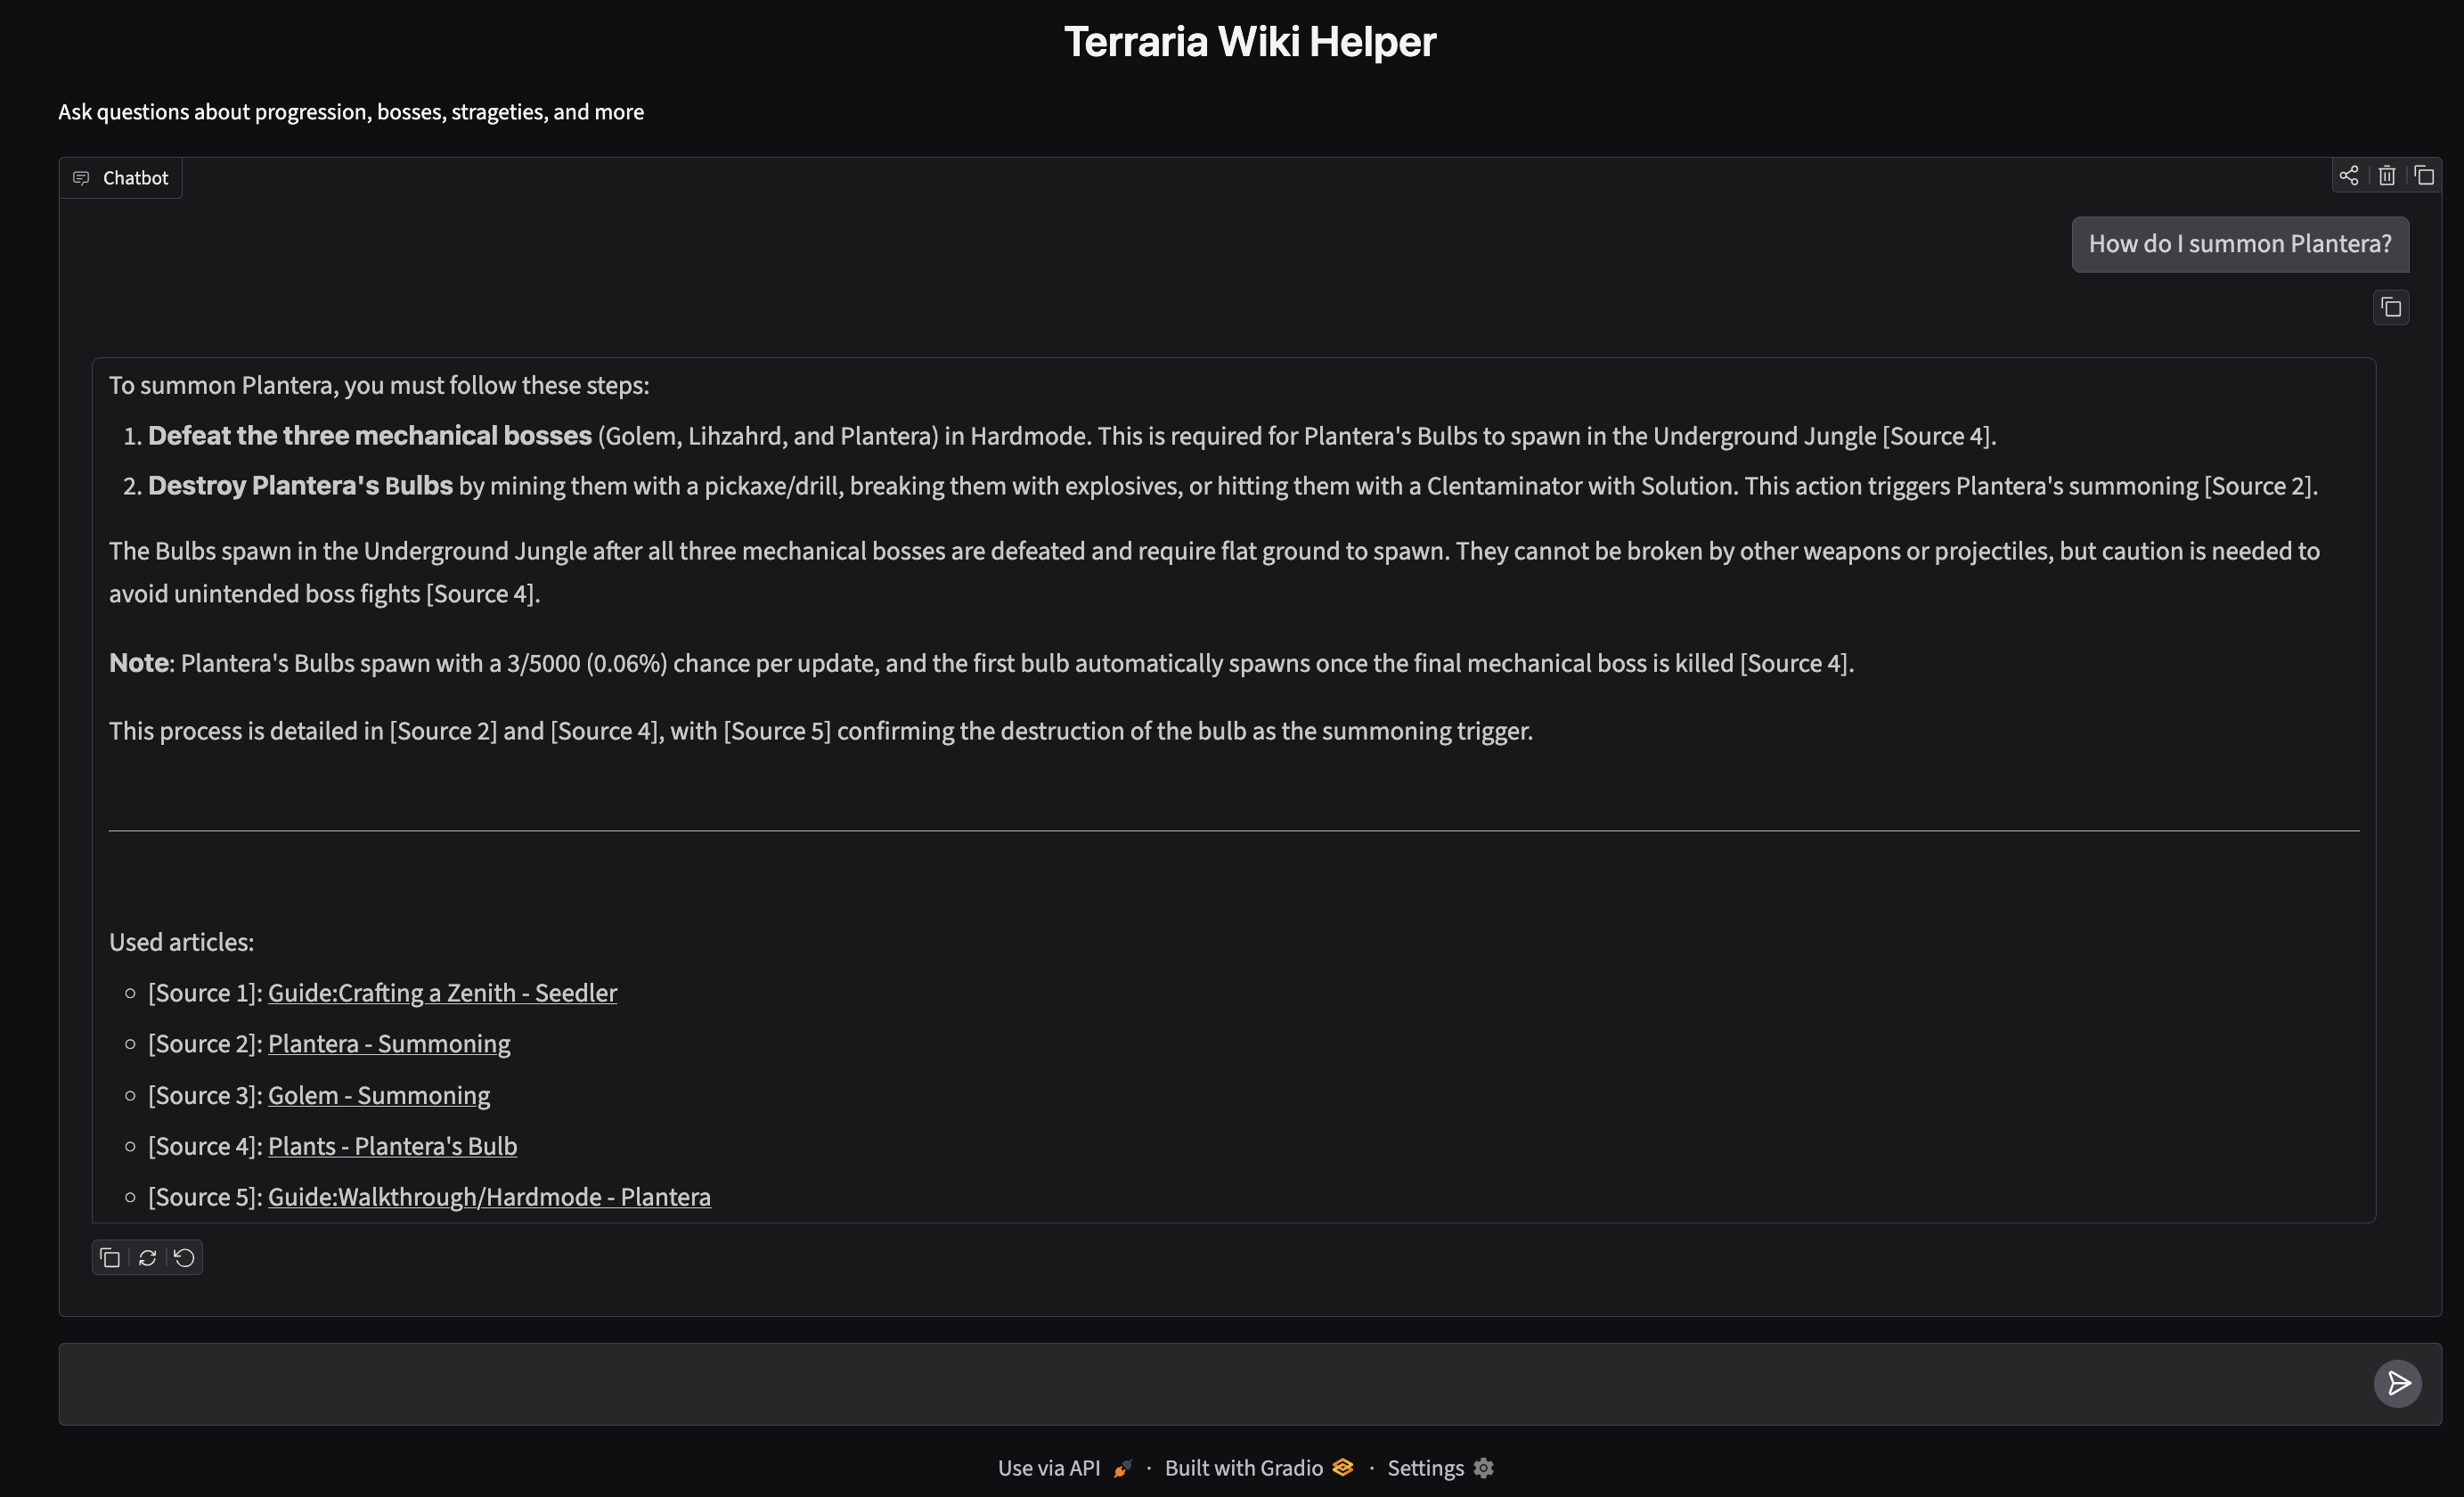 Terraria Wiki Helper
Ask questions about progression, bosses, strageties, and more
Chatbot
How do I summon Plantera?
To summon Plantera, you must follow these steps:
1. Defeat the three mechanical bosses (Golem, Lihzahrd, and Plantera) in Hardmode. This is required for Plantera's Bulbs to spawn in the Underground Jungle [Source 4].
2. Destroy Plantera's Bulbs by mining them with a pickaxe/drill, breaking them with explosives, or hitting them with a Clentaminator with Solution. This action triggers Plantera's summoning [Source 2].
The Bulbs spawn in the Underground Jungle after all three mechanical bosses are defeated and require flat ground to spawn. They cannot be broken by other weapons or projectiles, but caution is needed to
avoid unintended boss fights [Source 4].
Note: Plantera's Bulbs spawn with a 3/5000 (0.06%) chance per update, and the first bulb automatically spawns once the final mechanical boss is killed [Source 4].
This process is detailed in [Source 2] and [Source 4], with [Source 5] confirming the destruction of the bulb as the summoning trigger.
Used articles:
[Source 1]: Guide:Crafting a Zenith - Seedler
[Source 2]: Plantera - Summoning
[Source 3]: Golem - Summoning
[Source 4]: Plants - Plantera's Bulb
[Source 5]: Guide:Walkthrough/Hardmode - Plantera
Use via API · Built with Gradio · Settings